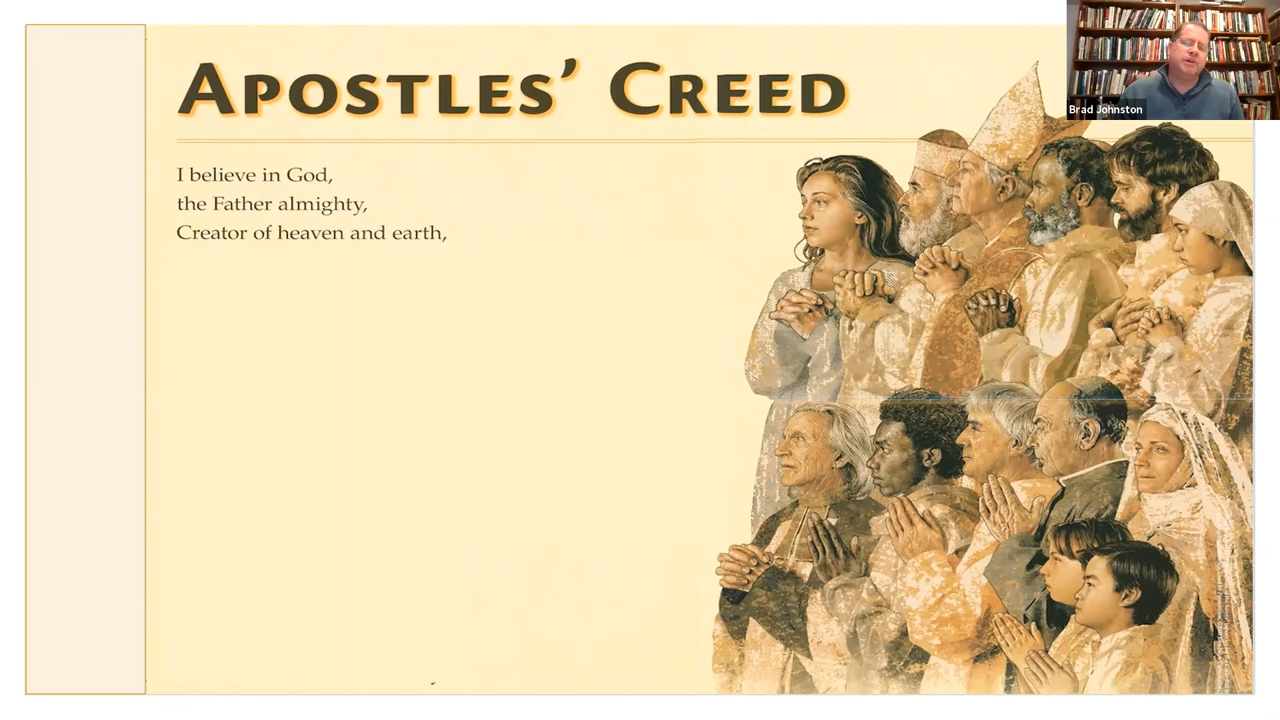 APOSTLES' CREED
Brad Johnston
I believe in God,
the Father almighty,
Creator of heaven and earth,